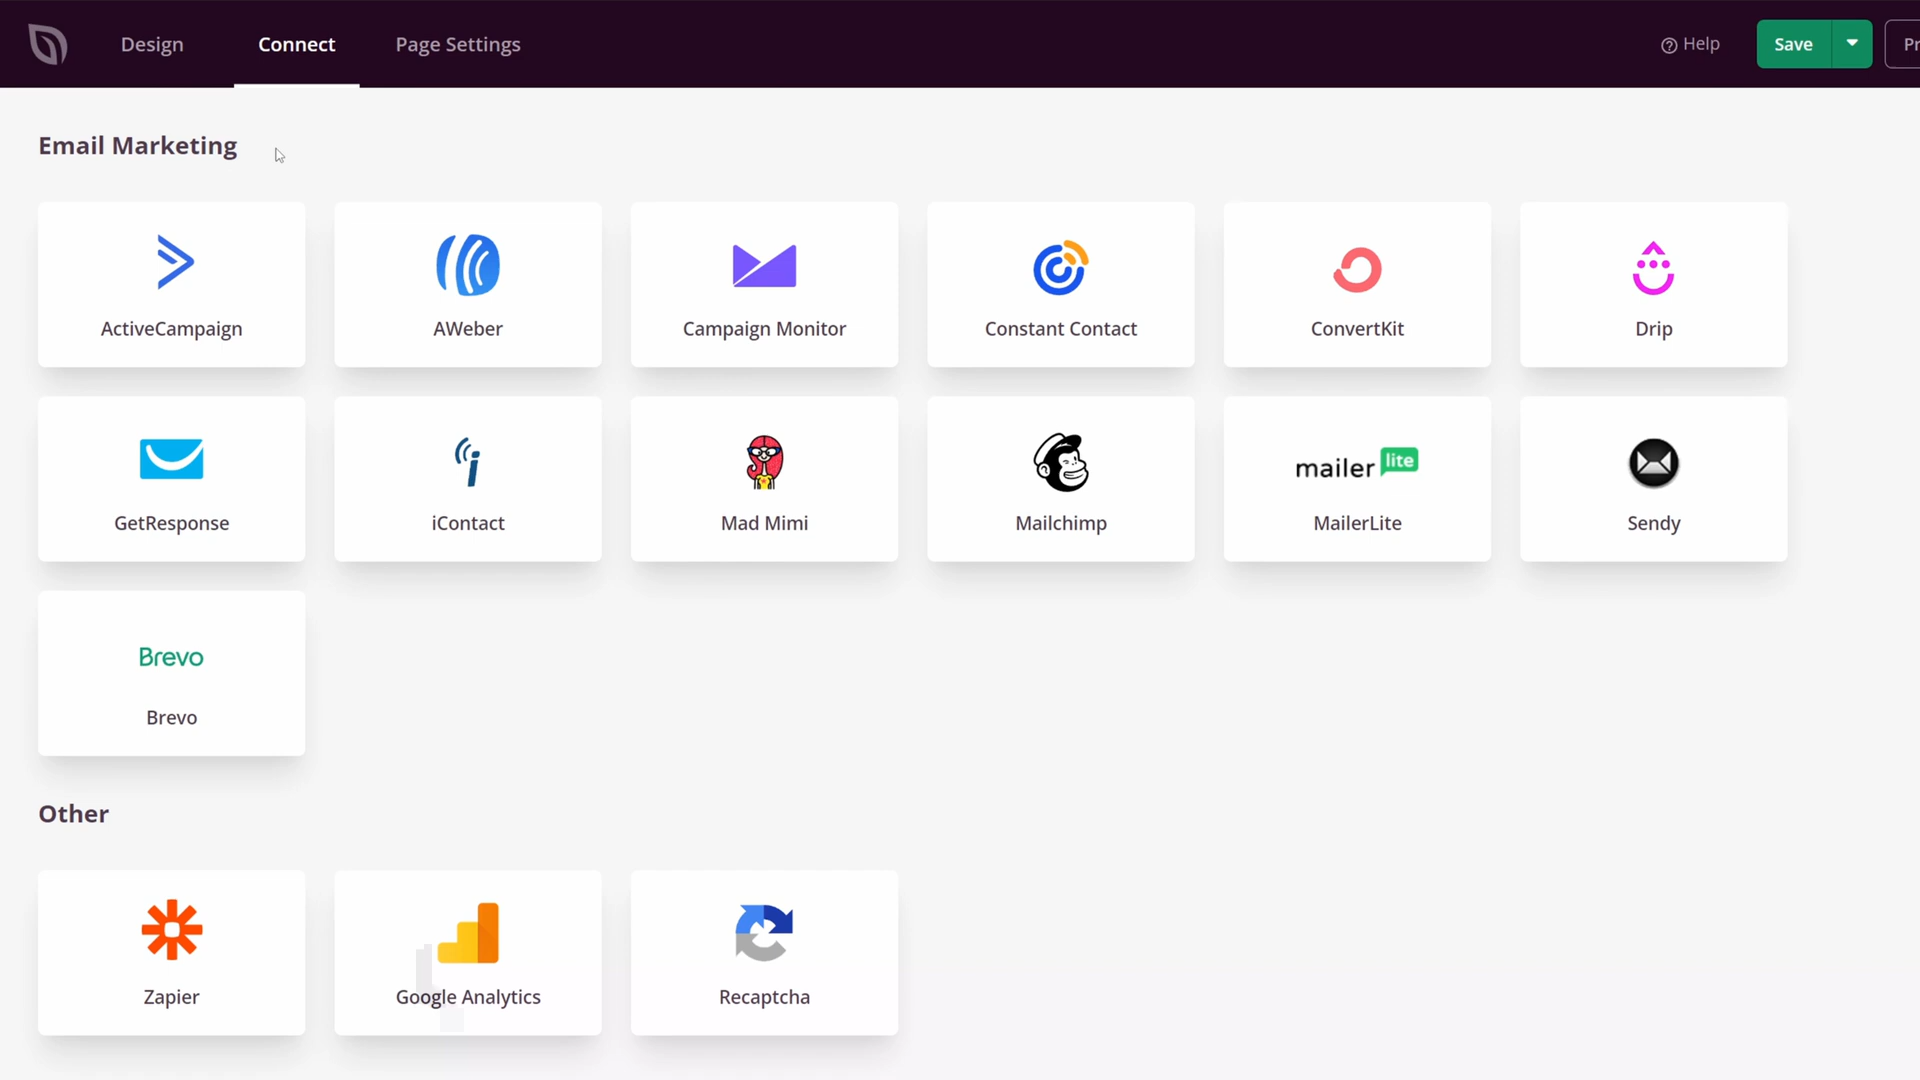 Design
Connect
Page Settings
Help
Save
Pr
Email Marketing
ActiveCampaign
AWeber
Campaign Monitor
Constant Contact
ConvertKit
Drip
mailer lite
GetResponse
iContact
Mad Mimi
Mailchimp
MailerLite
Sendy
Brevo
Brevo
Other
Zapier
Google Analytics
Recaptcha